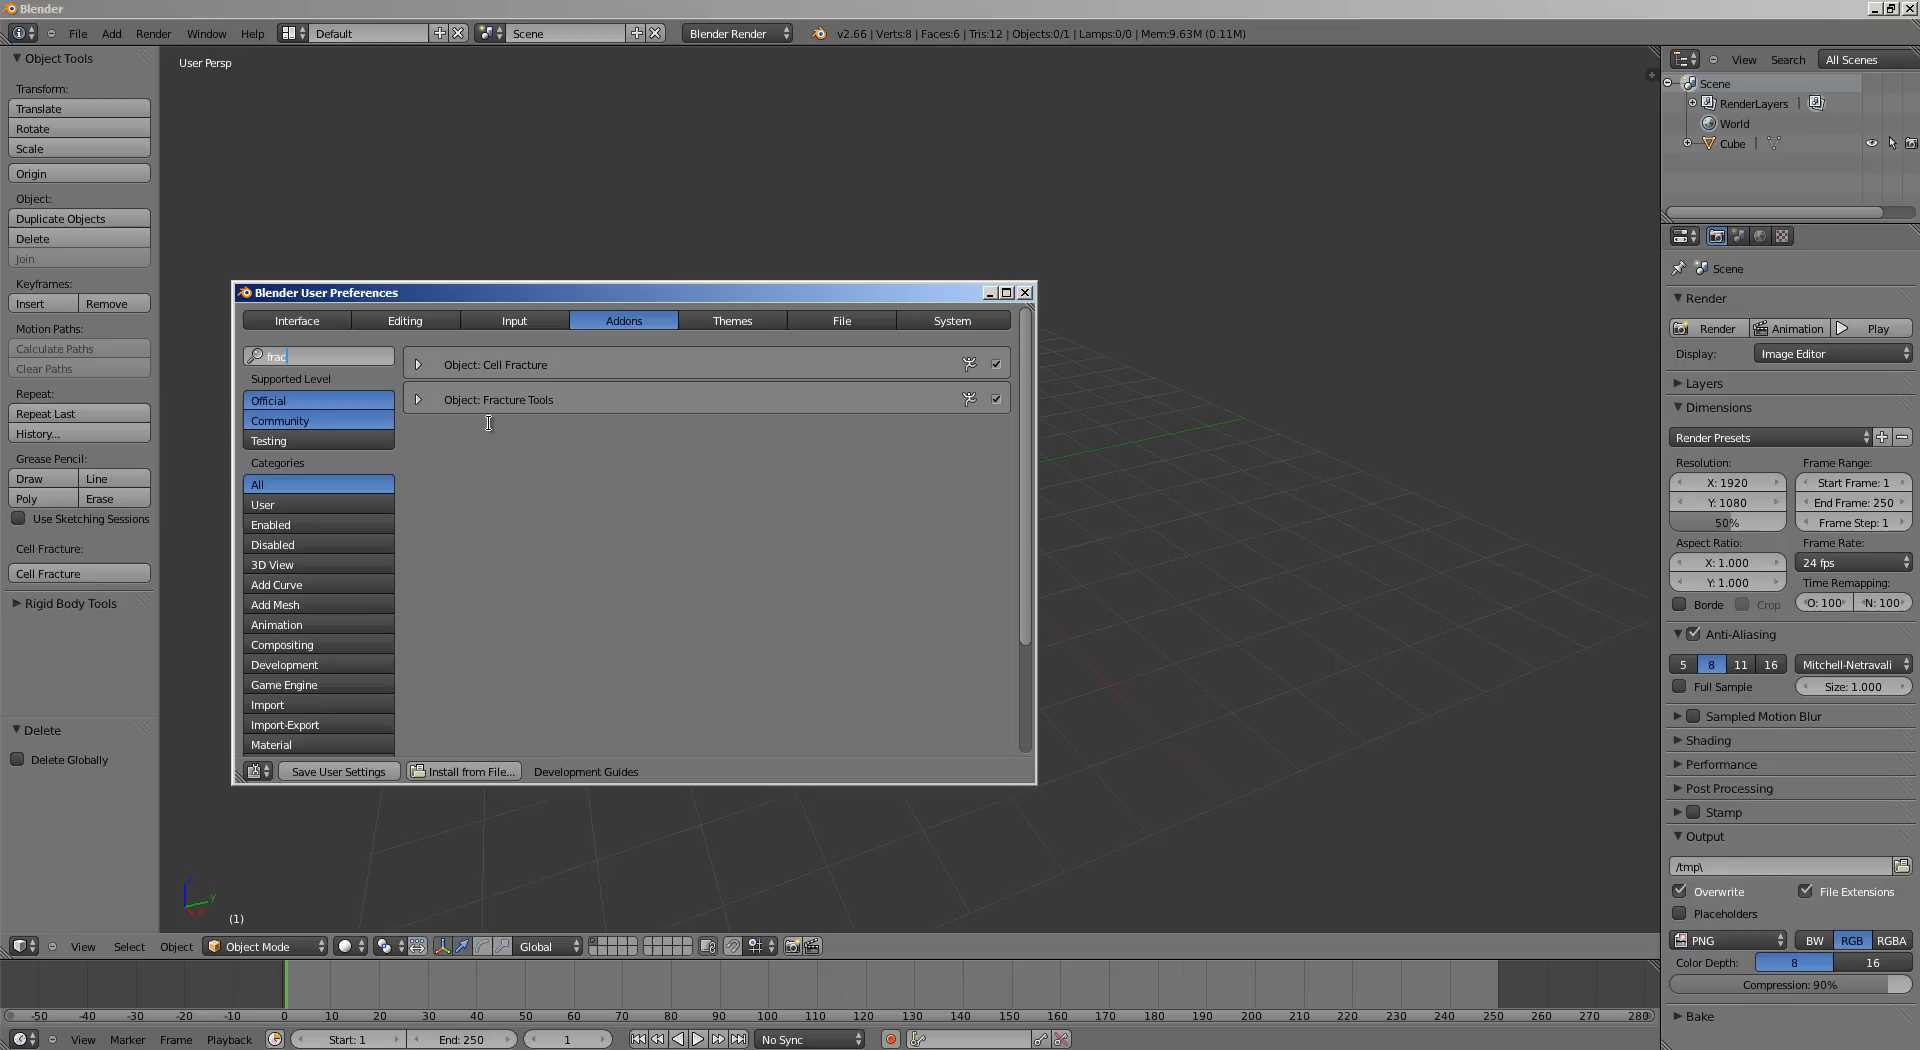 Blender
File Add Render Window Help Default Scene Blender Render v2.66 | Verts:8 | Faces:6 | Tris:12 | Objects:0/1 | Lamps:0/0 | Mem:9.63M (0.11M)
Object Tools
Transform:
Translate
Rotate
Scale
Origin
Object:
Duplicate Objects
Delete
Join
Keyframes:
Insert Remove
Motion Paths:
Calculate Paths
Clear Paths
Repeat:
Repeat Last
History...
Grease Pencil:
Draw Line
Poly Erase
Use Sketching Sessions
Cell Fracture:
Cell Fracture
Rigid Body Tools
Delete
Delete Globally
User Persp
Blender User Preferences
Interface Editing Input Addons Themes File System
frac
Supported Level
Official
Community
Testing
Categories
All
User
Enabled
Disabled
3D View
Add Curve
Add Mesh
Animation
Compositing
Development
Game Engine
Import
Import-Export
Material
Object: Cell Fracture
Object: Fracture Tools
Save User Settings Install from File... Development Guides
z
y
x
(1)
View Select Object Object Mode Global
-50 -40 -30 -20 -10 0 10 20 30 40 50 60 70 80 90 100 110 120 130 140 150 160 170 180 190 200 210 220 230 240 250 260 270 280
View Marker Frame Playback Start: 1 End: 250 1 No Sync
View Search All Scenes
Scene
RenderLayers |
World
Cube |
Scene
Render
Render Animation Play
Display: Image Editor
Layers
Dimensions
Render Presets
Resolution: Frame Range:
X: 1920 Start Frame: 1
Y: 1080 End Frame: 250
50% Frame Step: 1
Aspect Ratio: Frame Rate:
X: 1.000 24 fps
Y: 1.000 Time Remapping:
Borde Crop O: 100 N: 100
Anti-Aliasing
5 8 11 16 Mitchell-Netravali
Full Sample Size: 1.000
Sampled Motion Blur
Shading
Performance
Post Processing
Stamp
Output
/tmp\
Overwrite File Extensions
Placeholders
PNG BW RGB RGBA
Color Depth: 8 16
Compression: 90%
Bake